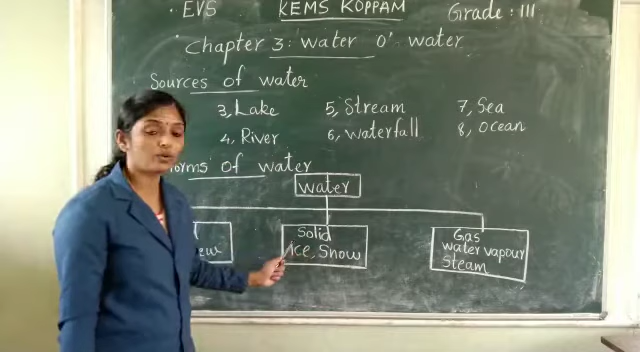 . EVS KEMS KOPPAM Grade : III
Chapter 3: Water O' water
Sources of water
3, Lake 5, Stream 7, Sea
4, River 6, Waterfall 8, Ocean
forms of water
water
Solid
ice, Snow
Gas
water vapour
Steam